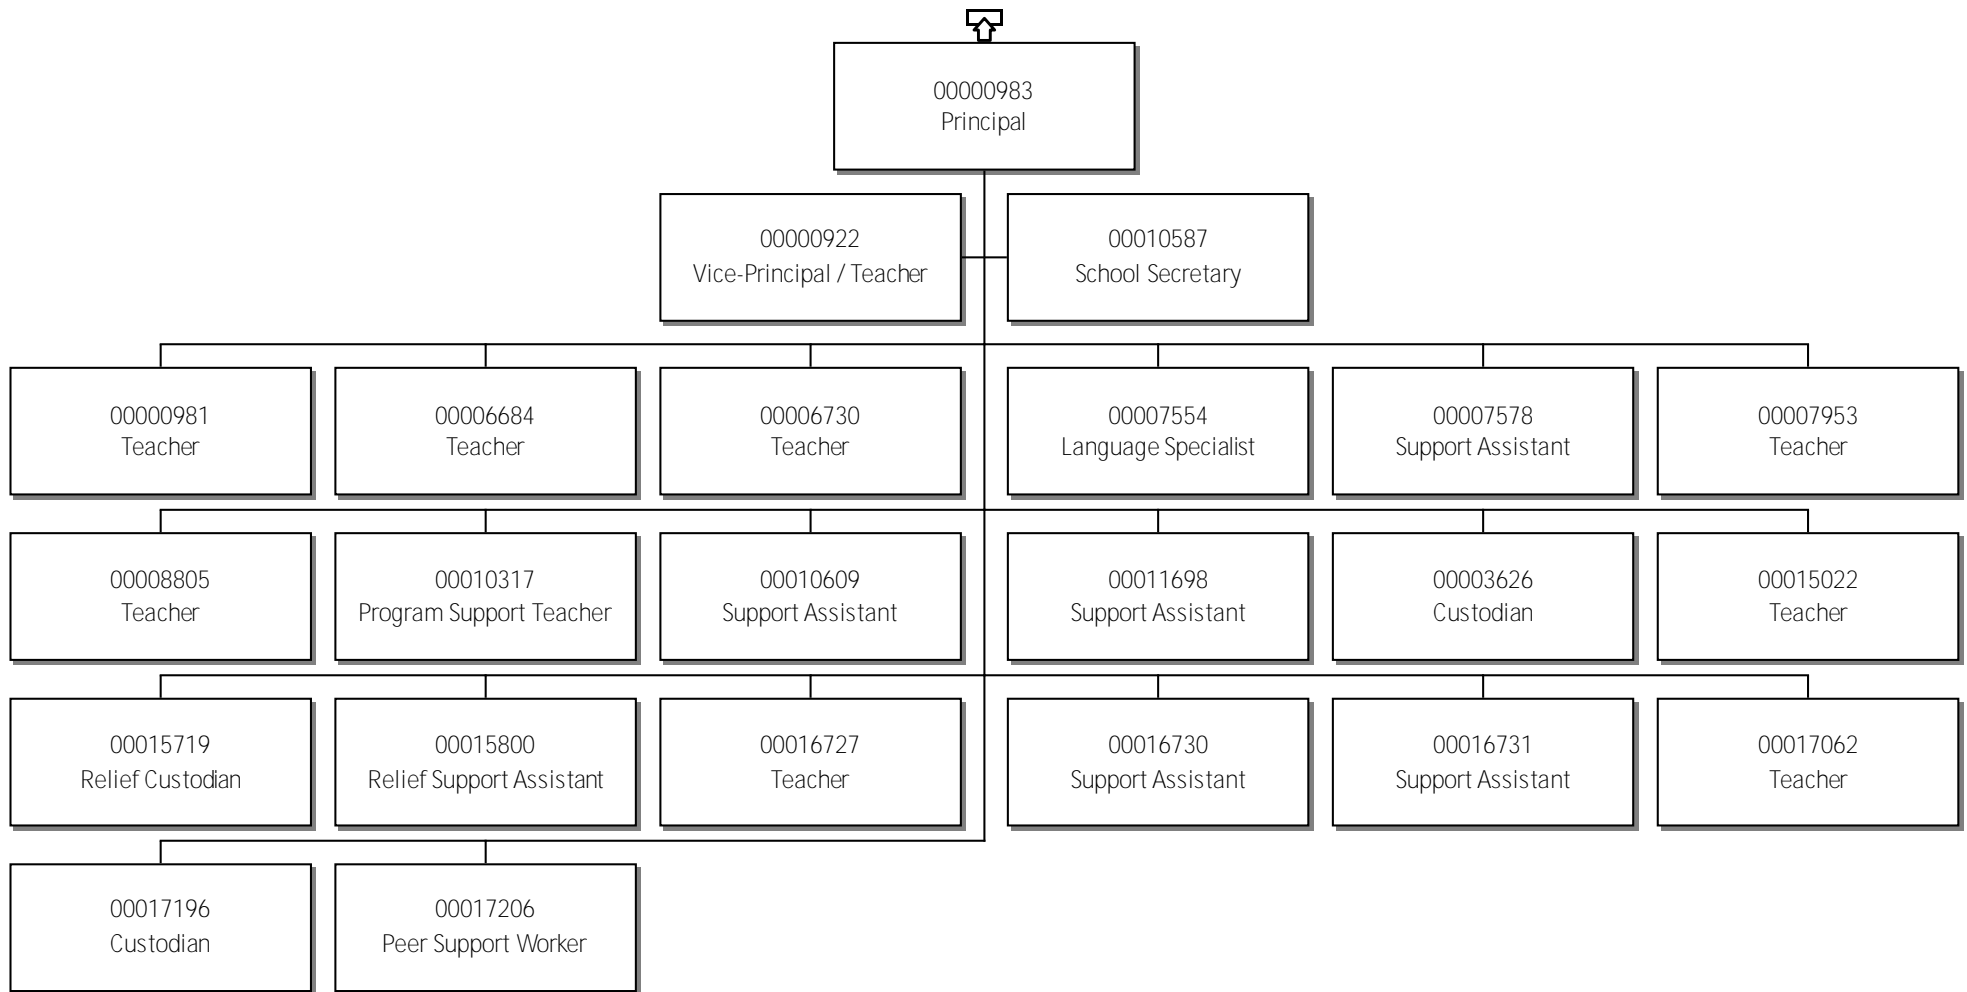 00000983
Principal
00000922
Vice-Principal / Teacher
00010587
School Secretary
00000981
Teacher
00006684
Teacher
00006730
Teacher
00007554
Language Specialist
00007578
Support Assistant
00007953
Teacher
00008805
Teacher
00010317
Program Support Teacher
00010609
Support Assistant
00011698
Support Assistant
00003626
Custodian
00015022
Teacher
00015719
Relief Custodian
00015800
Relief Support Assistant
00016727
Teacher
00016730
Support Assistant
00016731
Support Assistant
00017062
Teacher
00017196
Custodian
00017206
Peer Support Worker